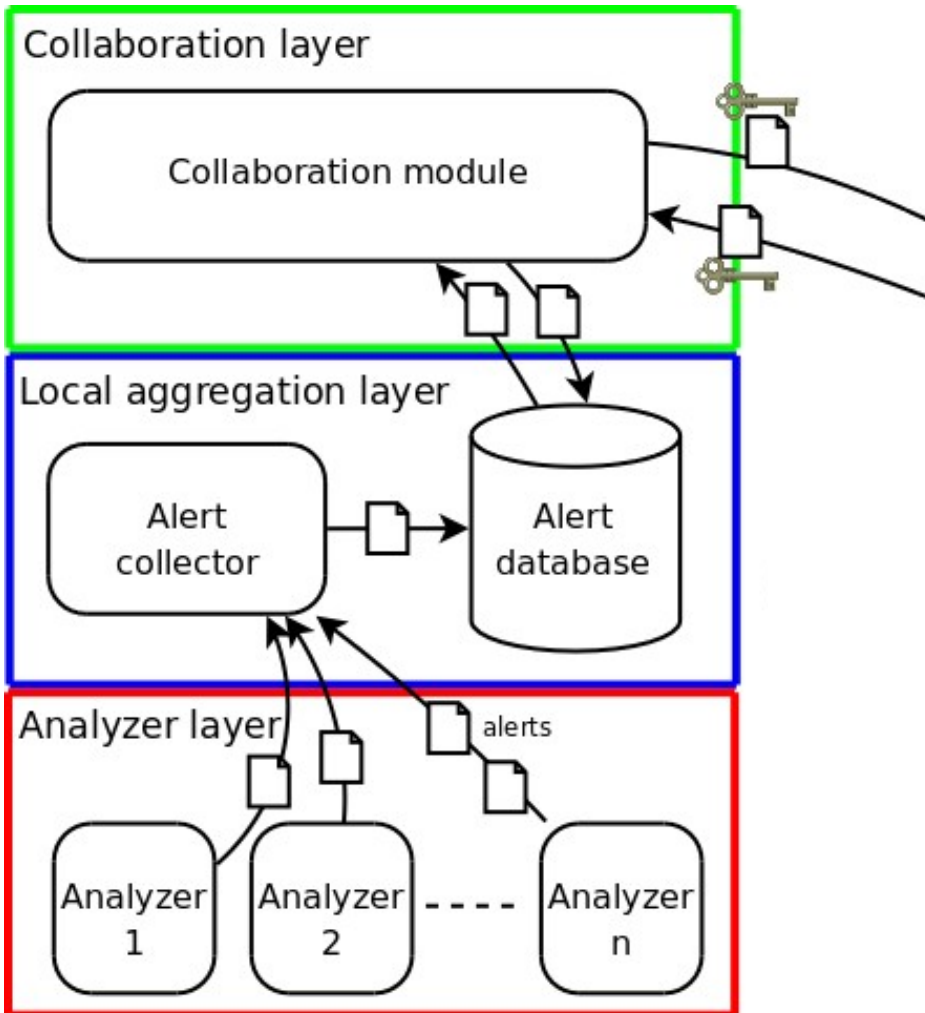 Collaboration layer
Collaboration module
Local aggregation layer
Alert
collector
Alert
database
Analyzer layer
alerts
Analyzer
1
Analyzer
2
Analyzer
n